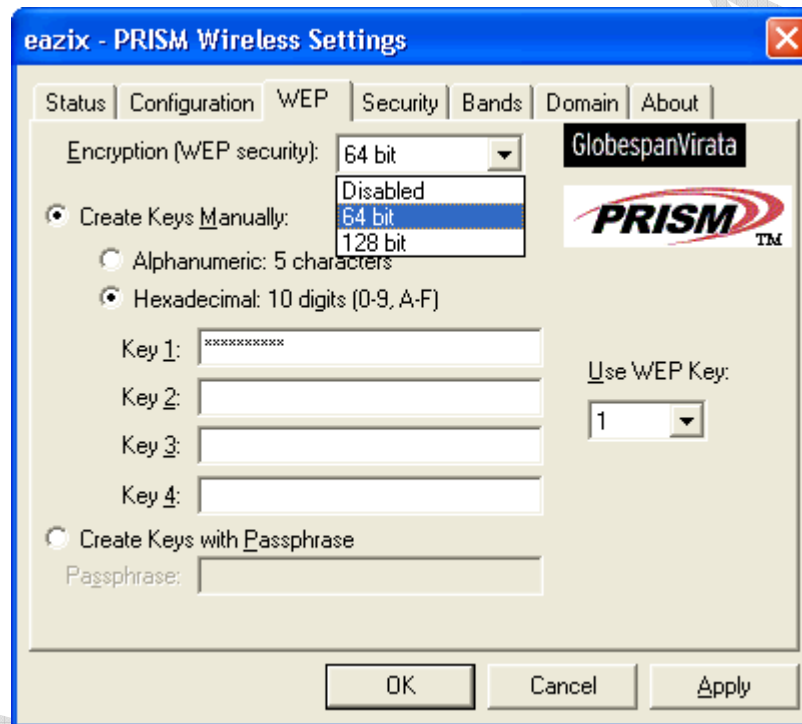 eazix - PRISM Wireless Settings
Status Configuration WEP Security Bands Domain About
Encryption (WEP security): 64 bit
GlobespanVirata
Disabled
64 bit
128 bit
PRISM TM
Create Keys Manually:
Alphanumeric: 5 characters
Hexadecimal: 10 digits (0-9, A-F)
Key 1: **********
Key 2:
Key 3:
Key 4:
Use WEP Key:
1
Create Keys with Passphrase
Passphrase:
OK Cancel Apply